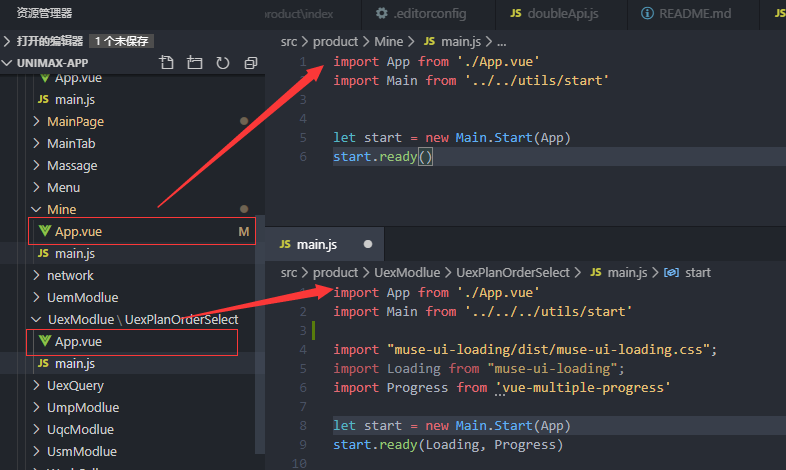 资源管理器
打开的编辑器 1 个未保存
UNIMAX-APP
App.vue
JS main.js
MainPage
MainTab
Massage
Menu
Mine
App.vue M
JS main.js
network
UemModlue
UexModlue \ UexPlanOrderSelect
App.vue
JS main.js
UexQuery
UmpModlue
UqcModlue
UsmModlue
product\index .editorconfig JS doubleApi.js README.md JS
src > product > Mine > JS main.js > ...
1 import App from './App.vue'
2 import Main from '../../utils/start'
3
4
5 let start = new Main.Start(App)
6 start.ready()
JS main.js
src > product > UexModlue > UexPlanOrderSelect > JS main.js > start
1 import App from './App.vue'
2 import Main from '../../../utils/start'
3
4 import "muse-ui-loading/dist/muse-ui-loading.css";
5 import Loading from "muse-ui-loading";
6 import Progress from 'vue-multiple-progress'
7
8 let start = new Main.Start(App)
9 start.ready(Loading, Progress)
10